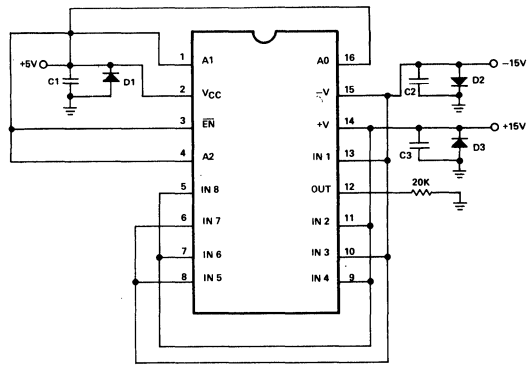 +5V
C1
D1
1 A1
2 VCC
3 EN
4 A2
5 IN 8
6 IN 7
7 IN 6
8 IN 5
A0 16
–V 15
+V 14
IN 1 13
OUT 12
IN 2 11
IN 3 10
IN 4 9
C2
D2
–15V
C3
D3
+15V
20K